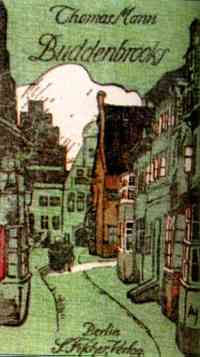 Thomas Mann
Buddenbrooks
Berlin
S. Fischer, Verlag